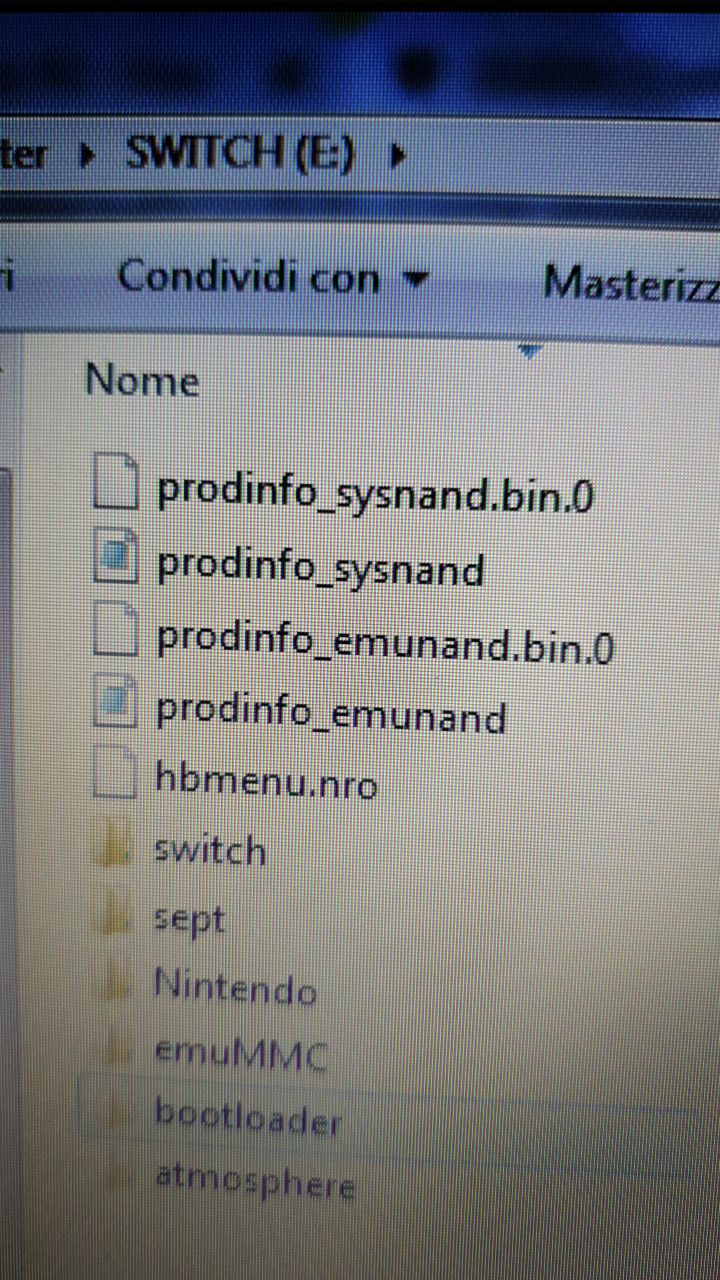 ter ▸ SWITCH (E:) ▸
ri Condividi con ▾ Masterizz
Nome
prodinfo_sysnand.bin.0
prodinfo_sysnand
prodinfo_emunand.bin.0
prodinfo_emunand
hbmenu.nro
switch
sept
Nintendo
emuMMC
bootloader
atmosphere